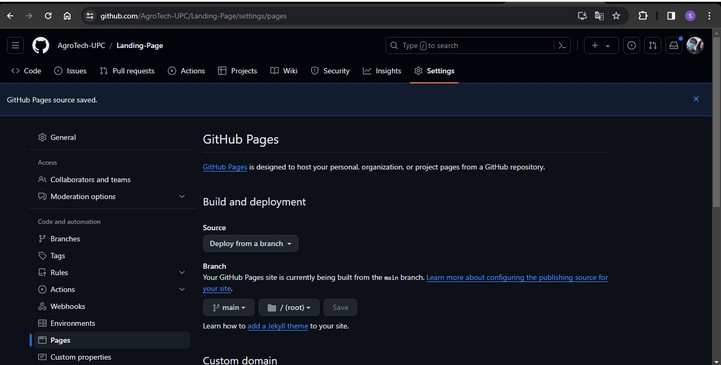 github.com/AgroTech-UPC/Landing-Page/settings/pages
S
AgroTech-UPC / Landing-Page
Type / to search
Code
Issues
Pull requests
Actions
Projects
Wiki
Security
Insights
Settings
GitHub Pages source saved.
General
Access
Collaborators and teams
Moderation options
Code and automation
Branches
Tags
Rules
Actions
Webhooks
Environments
Pages
Custom properties
GitHub Pages
GitHub Pages is designed to host your personal, organization, or project pages from a GitHub repository.
Build and deployment
Source
Deploy from a branch
Branch
Your GitHub Pages site is currently being built from the main branch. Learn more about configuring the publishing source for
your site.
main
/ (root)
Save
Learn how to add a Jekyll theme to your site.
Custom domain